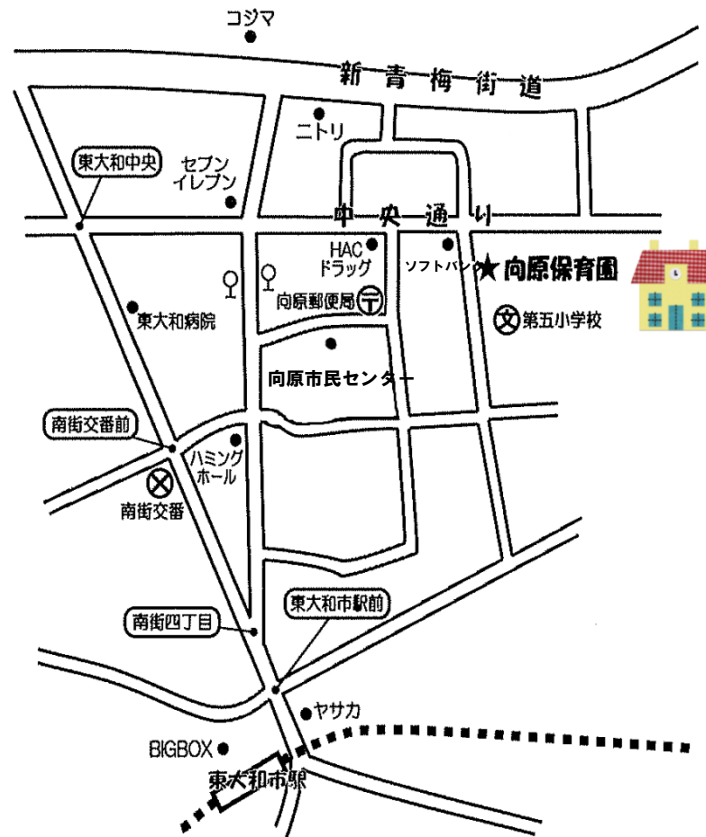 コジマ
新青梅街道
ニトリ
東大和中央
セブン
イレブン
中央通り
HAC
ドラッグ
ソフトバンク
★向原保育園
向原郵便局
東大和病院
文
第五小学校
向原市民センター
南街交番前
ハミング
ホール
南街交番
東大和市駅前
南街四丁目
ヤサカ
BIGBOX
東大和市駅